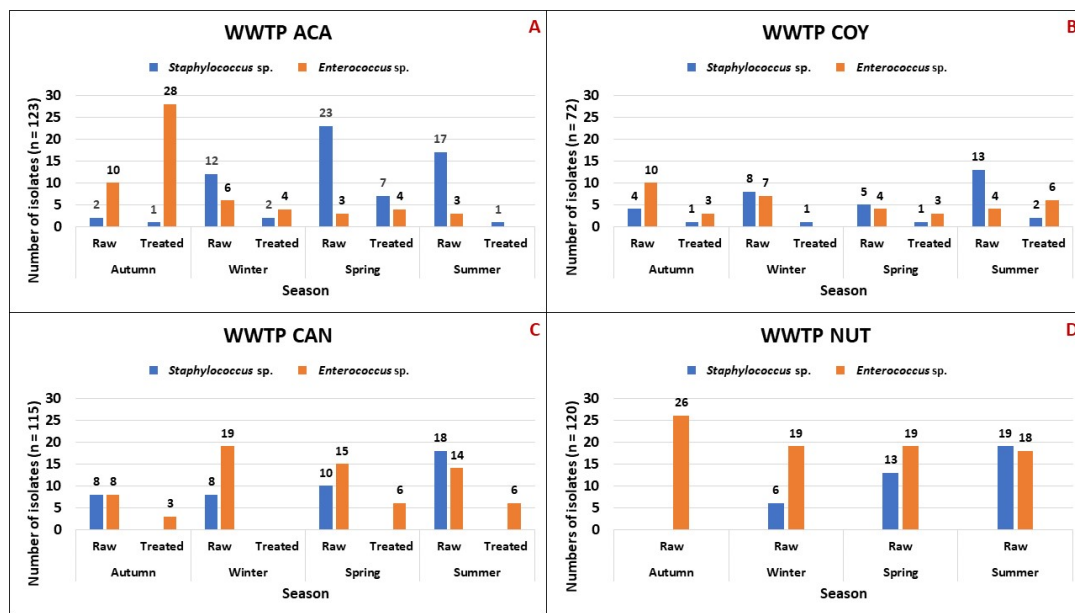 WWTP ACA
A
Staphylococcus sp. Enterococcus sp.
Number of isolates (n = 123)
30
25
20
15
10
5
0
2 10 1 28 12 6 2 4 23 3 7 4 17 3 1
Raw Treated Raw Treated Raw Treated Raw Treated
Autumn Winter Spring Summer
Season
WWTP COY
B
Staphylococcus sp. Enterococcus sp.
Number of isolates (n = 72)
30
25
20
15
10
5
0
4 10 1 3 8 7 1 5 4 1 3 13 4 2 6
Raw Treated Raw Treated Raw Treated Raw Treated
Autumn Winter Spring Summer
Season
WWTP CAN
C
Staphylococcus sp. Enterococcus sp.
Number of isolates (n = 115)
30
25
20
15
10
5
0
8 8 3 8 19 10 15 6 18 14 6
Raw Treated Raw Treated Raw Treated Raw Treated
Autumn Winter Spring Summer
Season
WWTP NUT
D
Staphylococcus sp. Enterococcus sp.
Numbers of isolates (n = 120)
30
25
20
15
10
5
0
26 6 19 13 19 19 18
Raw Raw Raw Raw
Autumn Winter Spring Summer
Season